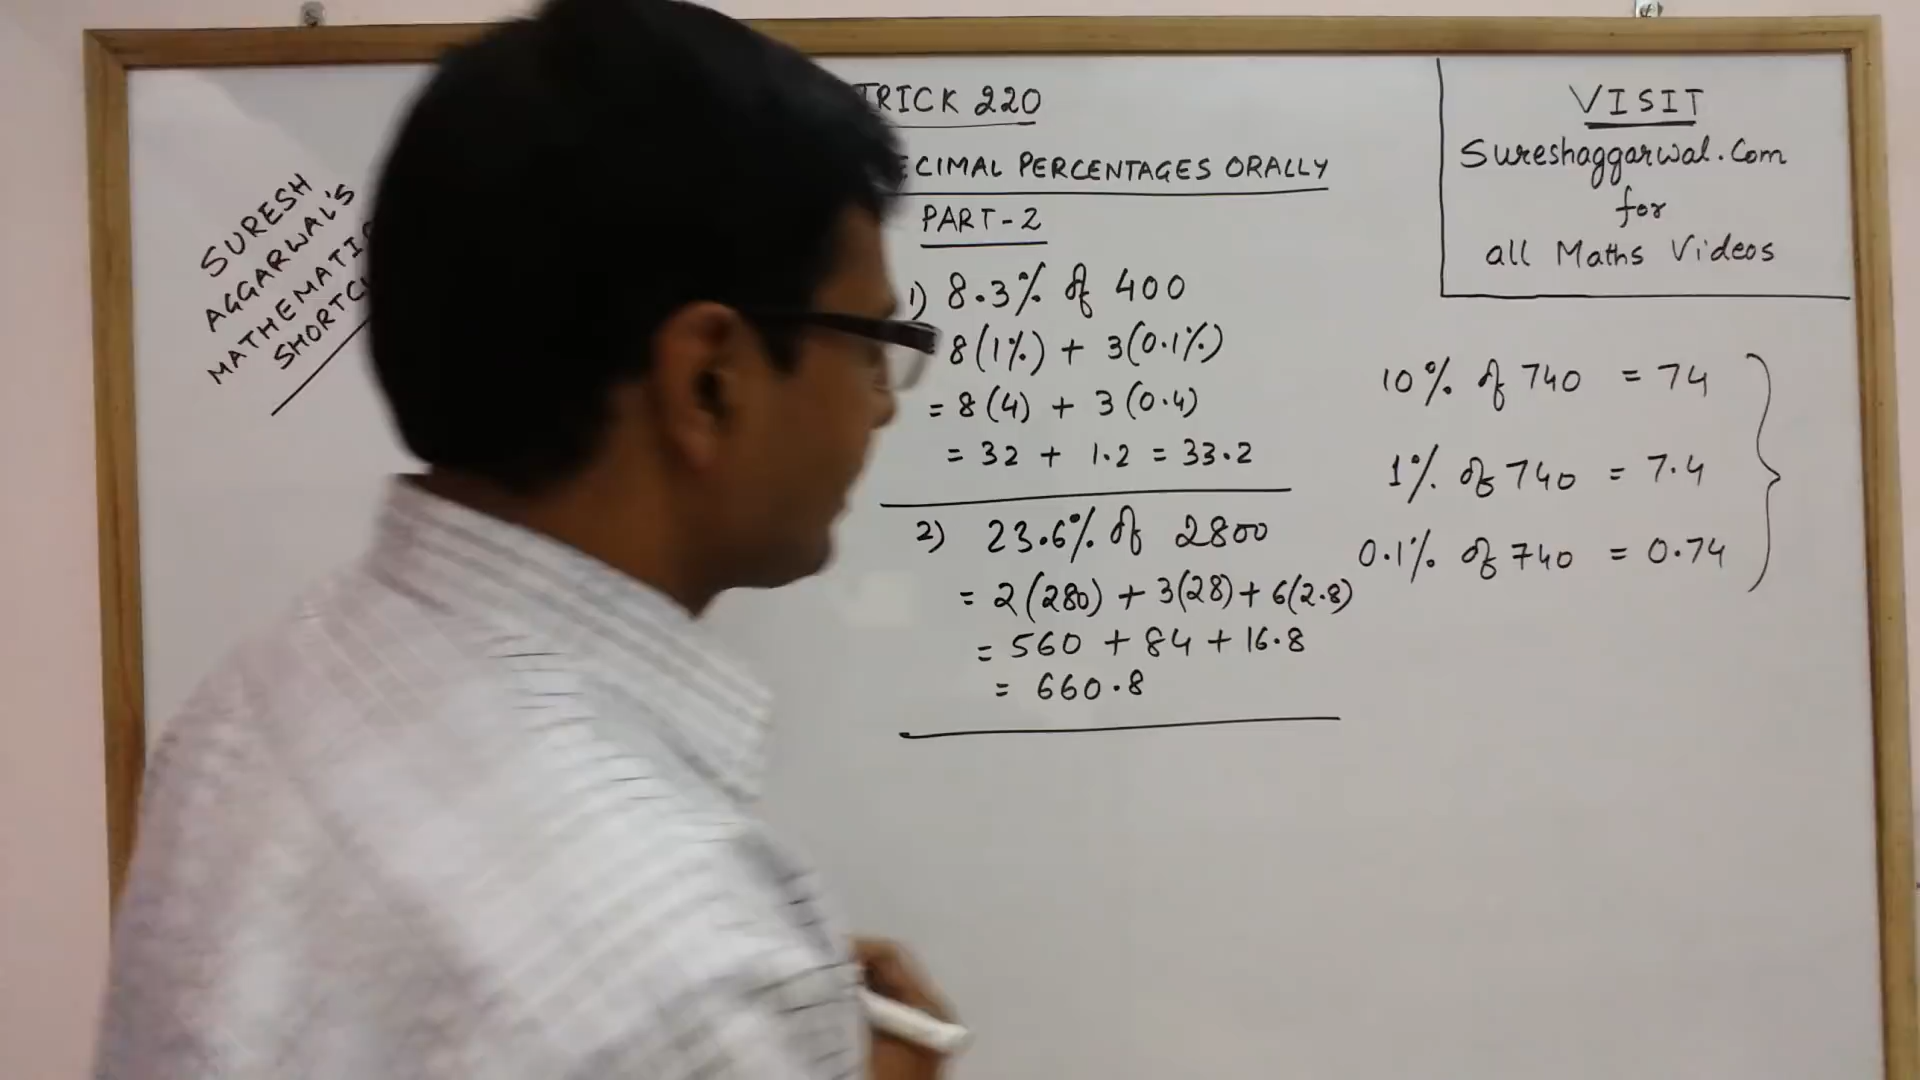 SURESH
AGGARWAL'S
TRICK 220
PERCENTAGES ORALLY
PART-2
1) 8.3% of 400
8(1%) + 3(0.1%)
= 8(4) + 3(0.4)
= 32 + 1.2 = 33.2
2) 23.6% of 2800
= 2(280) + 3(28) + 6(2.8)
= 560 + 84 + 16.8
= 660.8
VISIT
Sureshaggarwal.Com
for
all Maths Videos
10% of 740 = 74
1% of 740 = 7.4
0.1% of 740 = 0.74